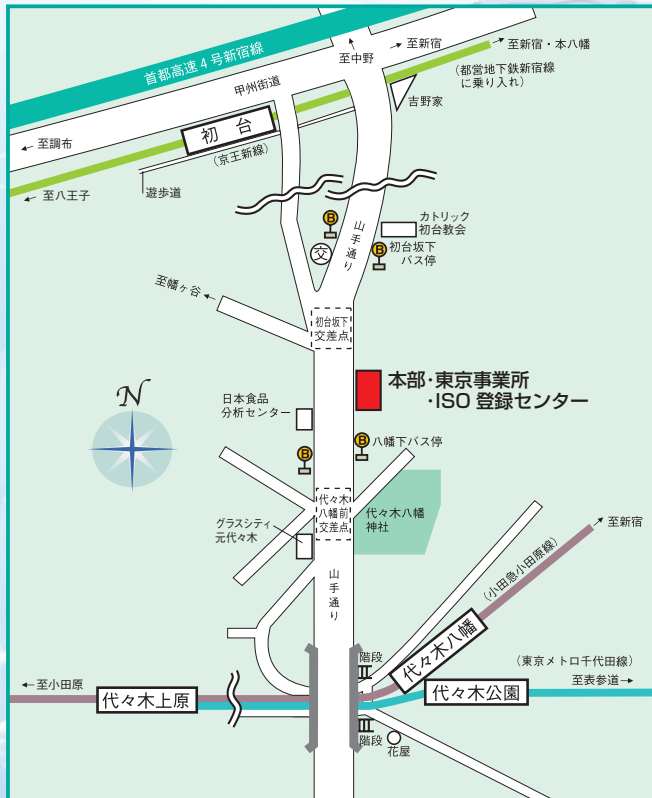 首都高速4号新宿線
至中野
至新宿
至新宿・本八幡
(都営地下鉄新宿線
に乗り入れ)
甲州街道
吉野家
初台
(京王新線)
至調布
至八王子
遊歩道
B
山手通り
カトリック
初台教会
交
B
初台坂下
バス停
至幡ヶ谷
初台坂下
交差点
本部・東京事業所
・ISO 登録センター
N
日本食品
分析センター
B
B
八幡下バス停
代々木
八幡前
交差点
代々木八幡
神社
グラスシティ
元代々木
山手通り
至新宿
(小田急小田原線)
代々木八幡
階段
(東京メトロ千代田線)
至表参道
至小田原
代々木上原
代々木公園
階段
花屋